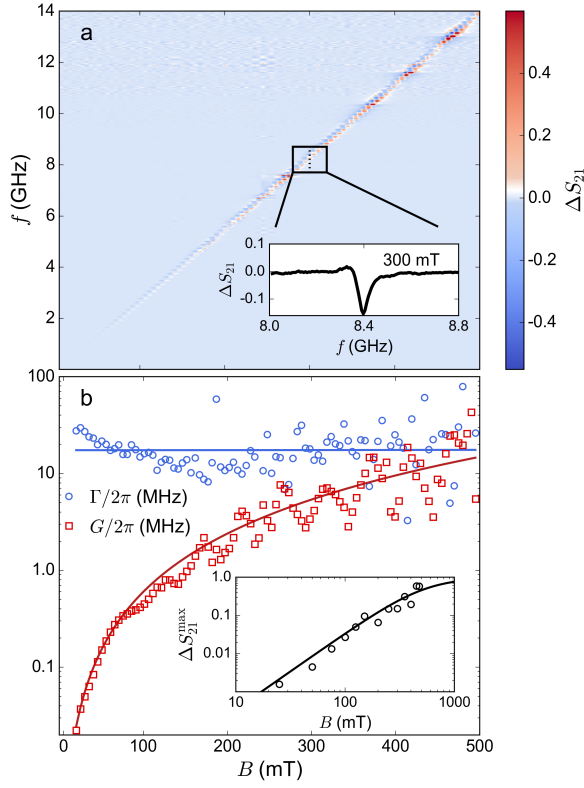 a
14
12
10
8
6
4
2
f (GHz)
300 mT
0.1
0.0
-0.1
ΔS₂₁
8.0 8.4 8.8
f (GHz)
0.4
0.2
0.0
-0.2
-0.4
ΔS₂₁
b
100
10
1.0
0.1
Γ/2π (MHz)
G/2π (MHz)
1.0
0.1
0.01
ΔS₂₁ᵐᵃˣ
10 100 1000
B (mT)
0 100 200 300 400 500
B (mT)